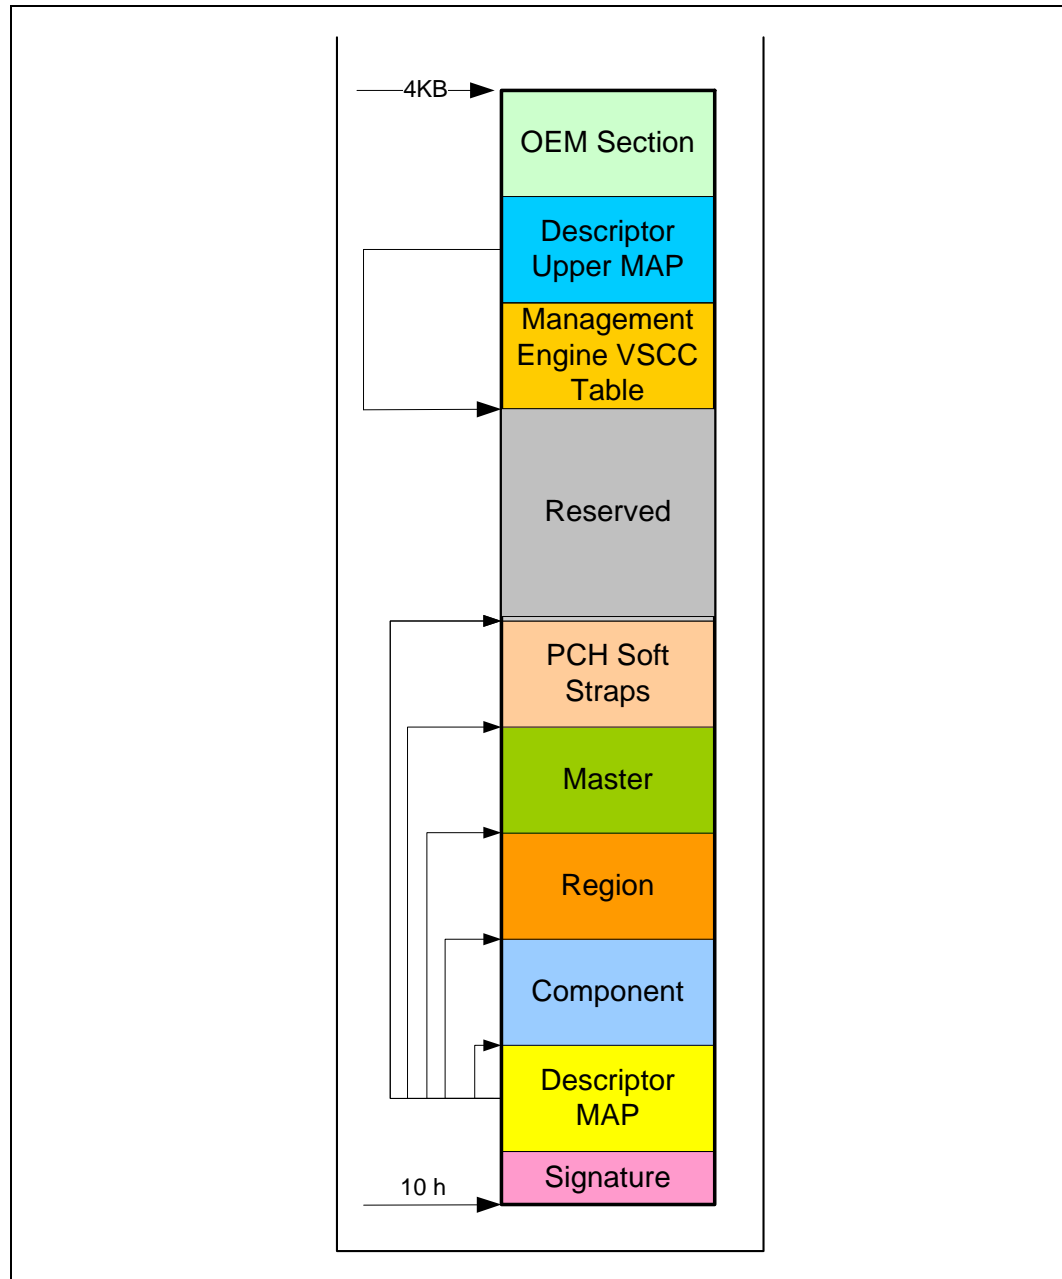 4KB
OEM Section
Descriptor
Upper MAP
Management
Engine VSCC
Table
Reserved
PCH Soft
Straps
Master
Region
Component
Descriptor
MAP
Signature
10 h